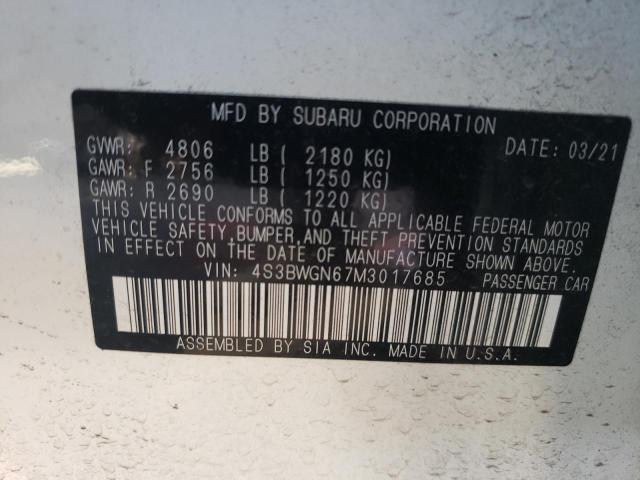 MFD BY SUBARU CORPORATION
GVWR: 4806 LB ( 2180 KG) DATE: 03/21
GAWR: F 2756 LB ( 1250 KG)
GAWR: R 2690 LB ( 1220 KG)
THIS VEHICLE CONFORMS TO ALL APPLICABLE FEDERAL MOTOR
VEHICLE SAFETY, BUMPER, AND THEFT PREVENTION STANDARDS
IN EFFECT ON THE DATE OF MANUFACTURE SHOWN ABOVE.
VIN: 4S3BWGN67M3017685 PASSENGER CAR
ASSEMBLED BY SIA INC. MADE IN U.S.A.